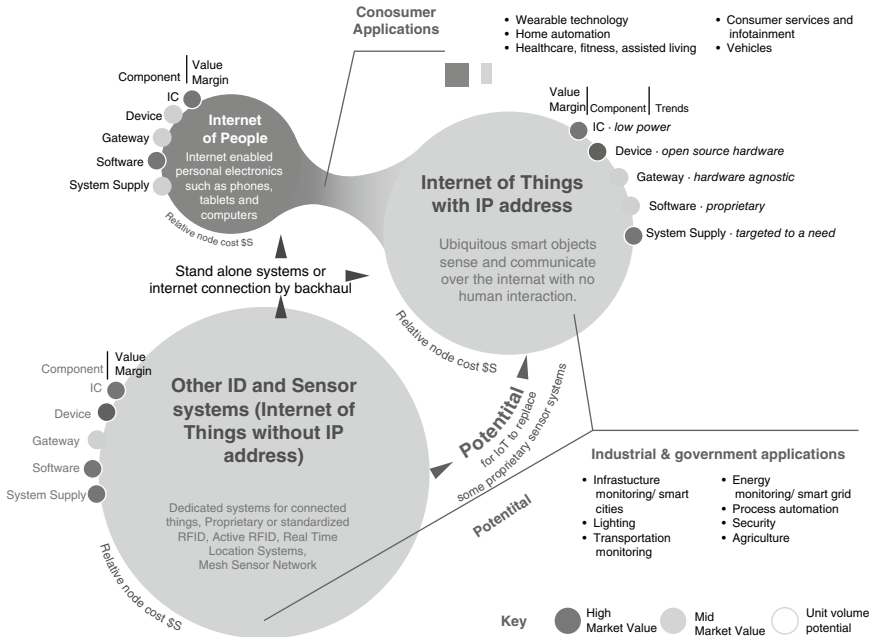 Conosumer
Applications
• Wearable technology
• Home automation
• Healthcare, fitness, assisted living
• Consumer services and
infotainment
• Vehicles
Component
Value
Margin
IC
Device
Gateway
Software
System Supply
Internet
of People
Internet enabled
personal electronics
such as phones,
tablets and
computers
Relative node cost $S
Value
Margin
Component
Trends
IC · low power
Device · open source hardware
Gateway · hardware agnostic
Software · proprietary
System Supply · targeted to a need
Internet of Things
with IP address
Ubiquitous smart objects
sense and communicate
over the internat with no
human interaction.
Relative node cost $S
Stand alone systems or
internet connection by backhaul
Component
Value
Margin
IC
Device
Gateway
Software
System Supply
Other ID and Sensor
systems (Internet of
Things without IP
address)
Dedicated systems for connected
things, Proprietary or standardized
RFID, Active RFID, Real Time
Location Systems,
Mesh Sensor Network
Relative node cost $S
Potentital
for IoT to replace
some proprietary sensor systems
Potentital
Industrial & government applications
• Infrastucture
monitoring/ smart
cities
• Lighting
• Transportation
monitoring
• Energy
monitoring/ smart grid
• Process automation
• Security
• Agriculture
Key
High
Market Value
Mid
Market Value
Unit volume
potential